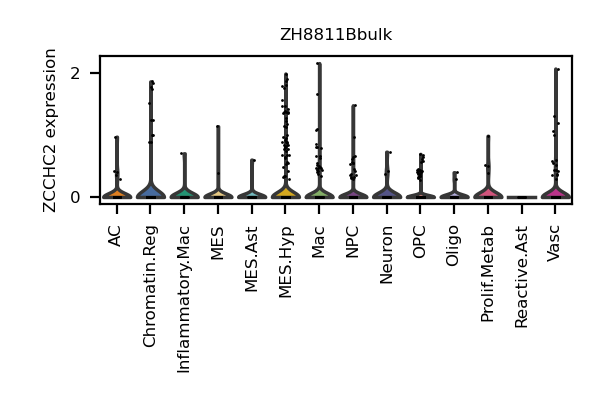 ZH8811Bbulk
ZCCHC2 expression
2
0
AC
Chromatin.Reg
Inflammatory.Mac
MES
MES.Ast
MES.Hyp
Mac
NPC
Neuron
OPC
Oligo
Prolif.Metab
Reactive.Ast
Vasc